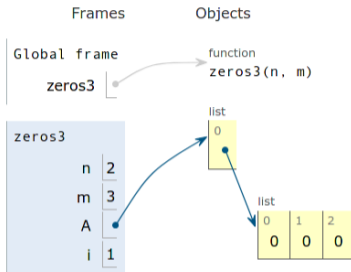 Frames Objects
Global frame
zeros3
function
zeros3(n, m)
list
0
zeros3
n 2
m 3
A
i 1
list
0 1 2
0 0 0